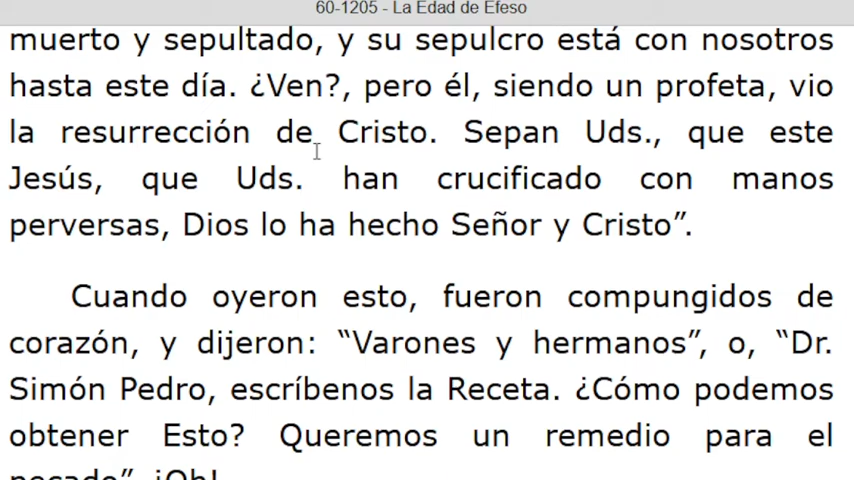 60-1205 - La Edad de Efeso
muerto y sepultado, y su sepulcro está con nosotros
hasta este día. ¿Ven?, pero él, siendo un profeta, vio
la resurrección de Cristo. Sepan Uds., que este
Jesús, que Uds. han crucificado con manos
perversas, Dios lo ha hecho Señor y Cristo”.
Cuando oyeron esto, fueron compungidos de
corazón, y dijeron: “Varones y hermanos”, o, “Dr.
Simón Pedro, escríbenos la Receta. ¿Cómo podemos
obtener Esto? Queremos un remedio para el
pecado”. ¡Oh!